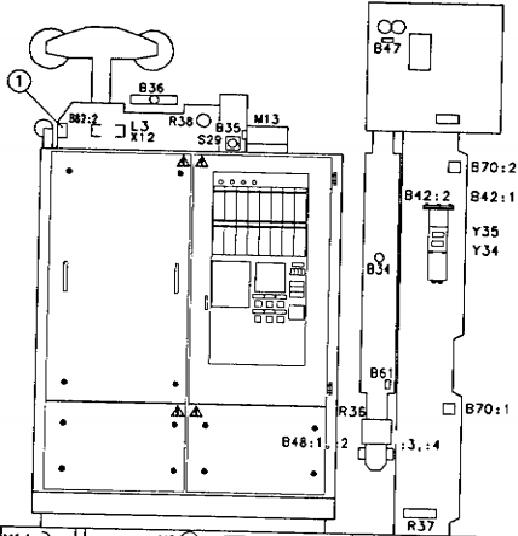 B47
1
B36
B82:2
L3
X12
R38
B35
M13
S29
B70:2
B42:2
B42:1
Y35
Y34
B34
B61
R36
B70:1
B48:1,:2
:3,:4
R37